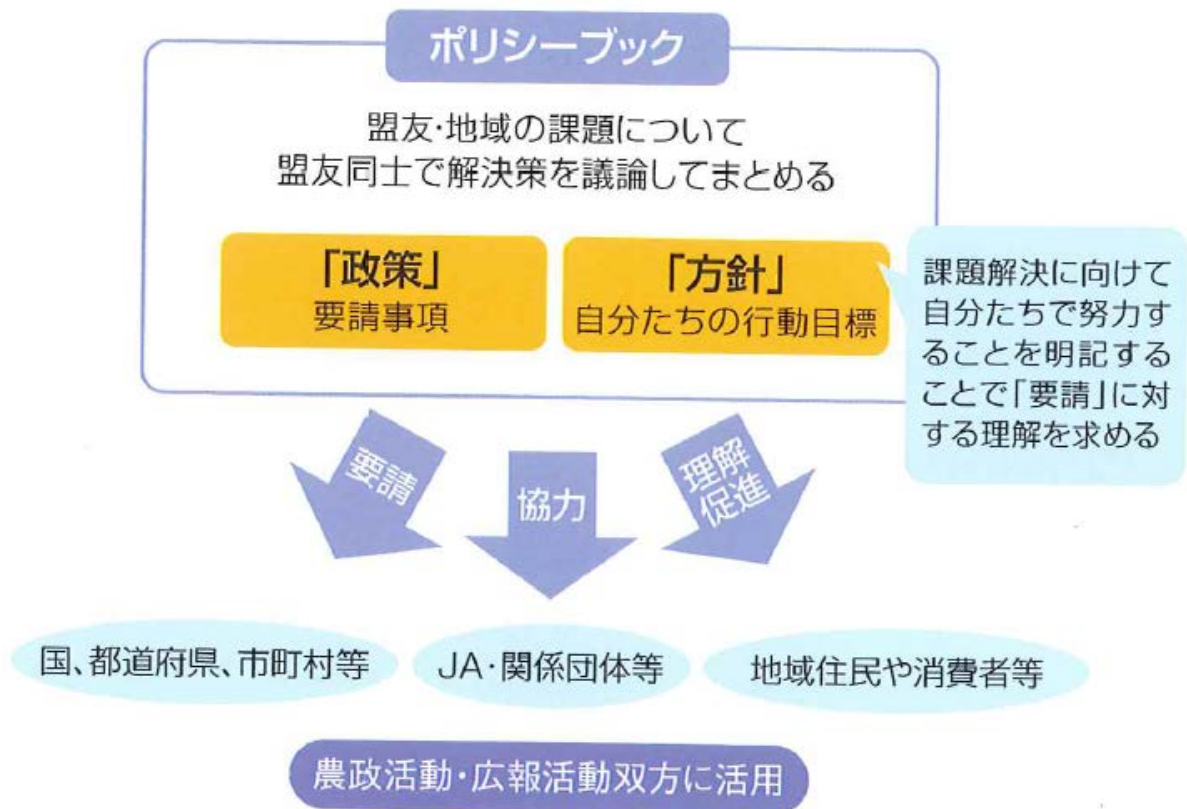 ポリシーブック
盟友・地域の課題について
盟友同士で解決策を議論してまとめる
「政策」
要請事項
「方針」
自分たちの行動目標
課題解決に向けて
自分たちで努力す
ることを明記する
ことで「要請」に対
する理解を求める
要請
協力
理解
促進
国、都道府県、市町村等
JA・関係団体等
地域住民や消費者等
農政活動・広報活動双方に活用